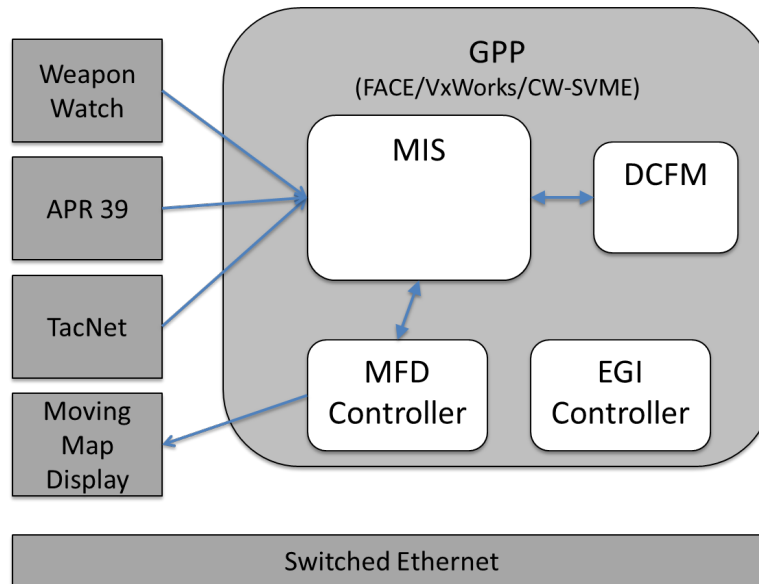 Weapon
Watch
APR 39
TacNet
Moving
Map
Display
GPP
(FACE/VxWorks/CW-SVME)
MIS
DCFM
MFD
Controller
EGI
Controller
Switched Ethernet